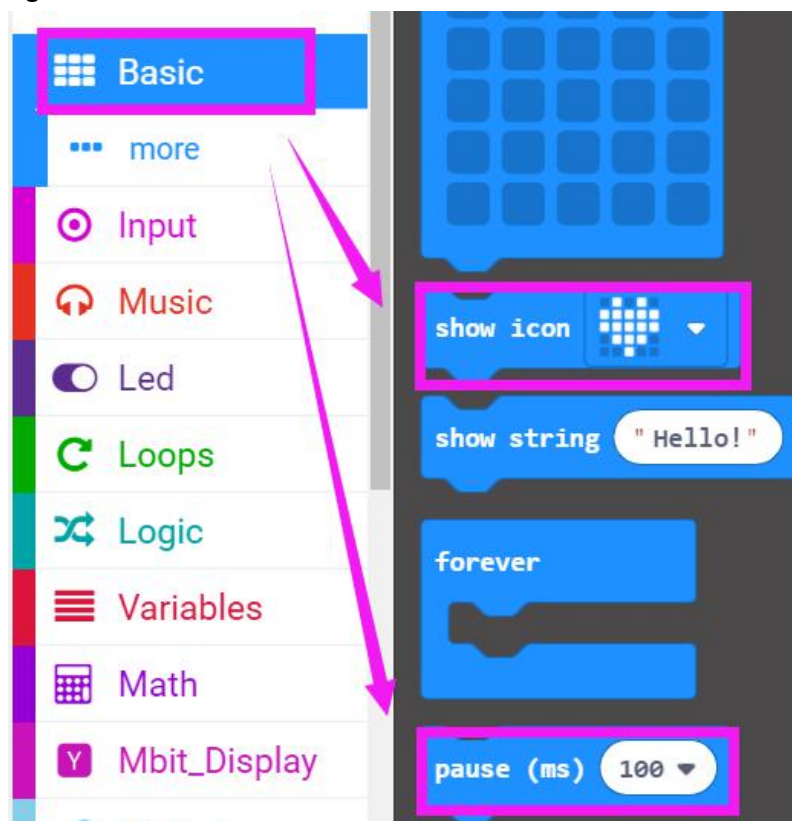 Basic
more
Input
Music
Led
Loops
Logic
Variables
Math
Y Mbit_Display
show icon
show string "Hello!"
forever
pause (ms) 100